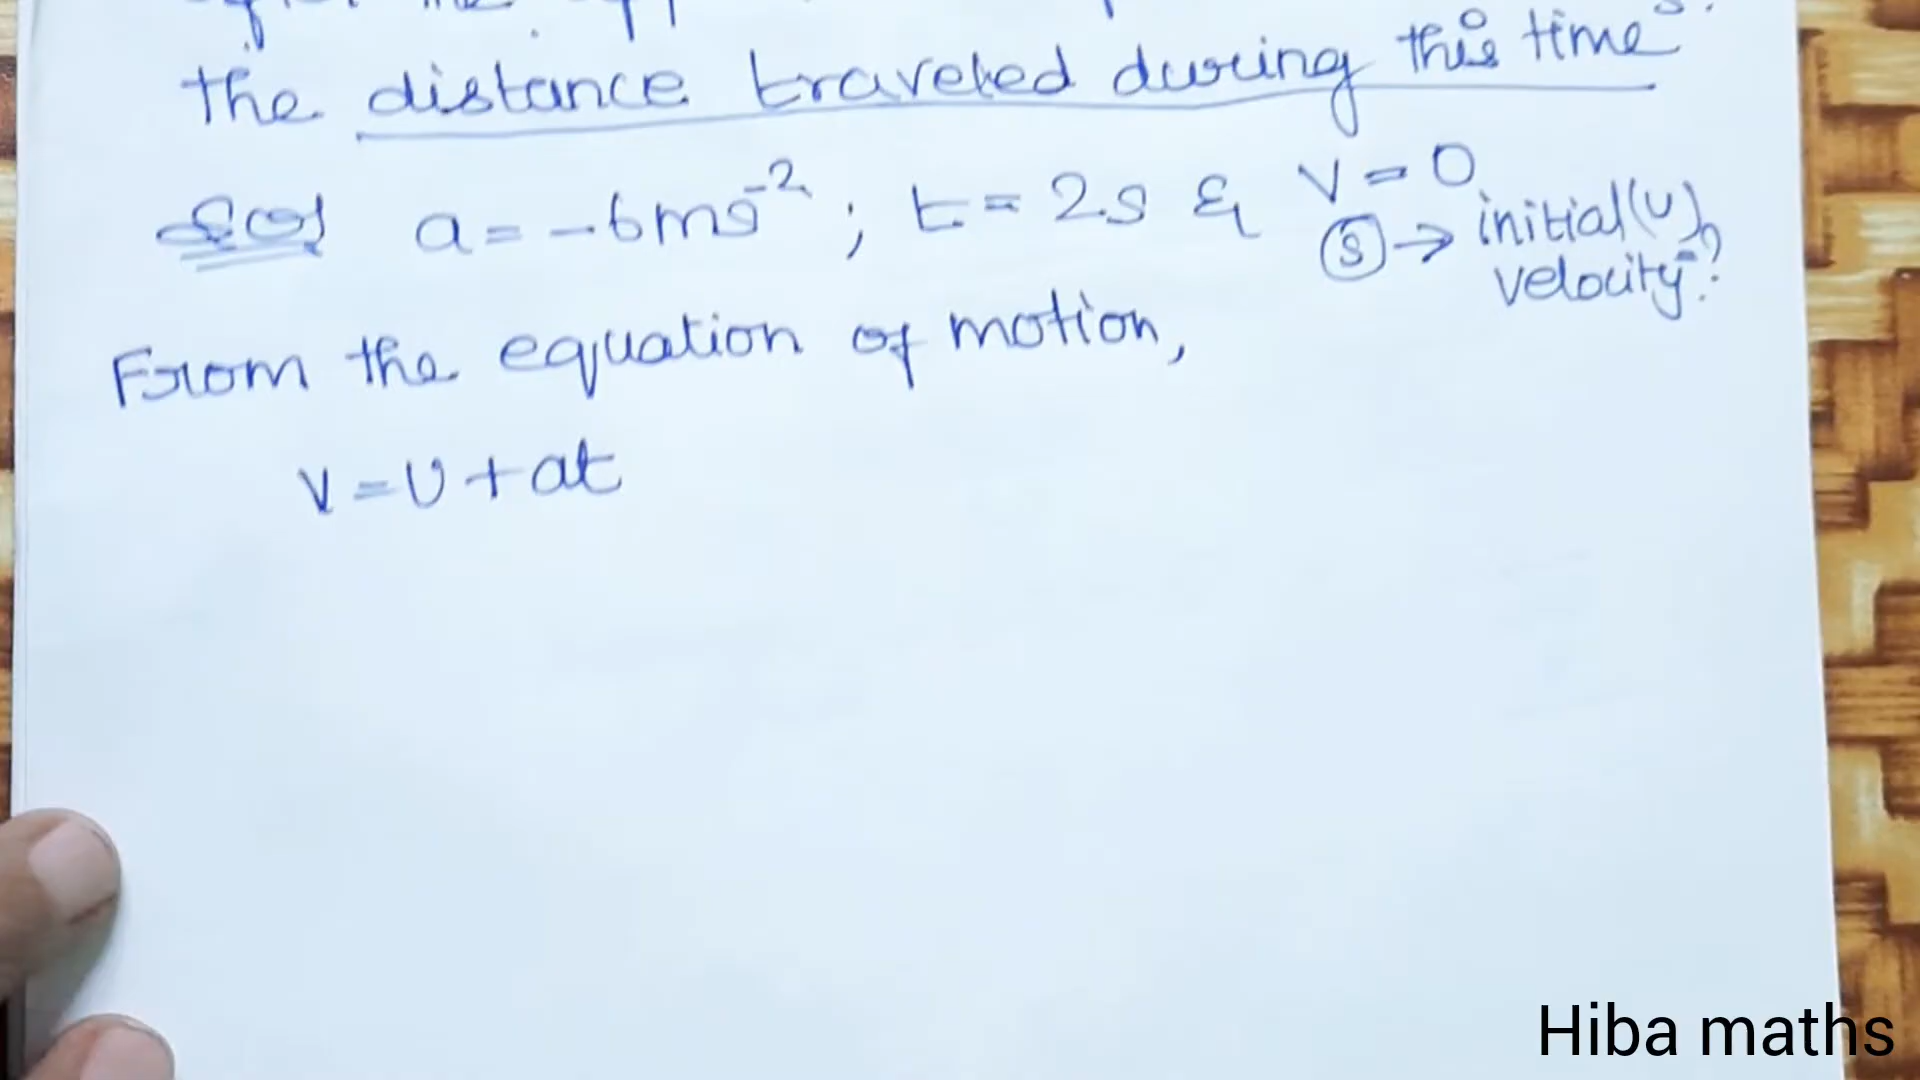 the distance traveled during this time
Sol a = -6ms⁻² ; t = 2s & v = 0
(s) → initial (u)
velocity = ?
From the equation of motion,
v = u + at
Hiba maths